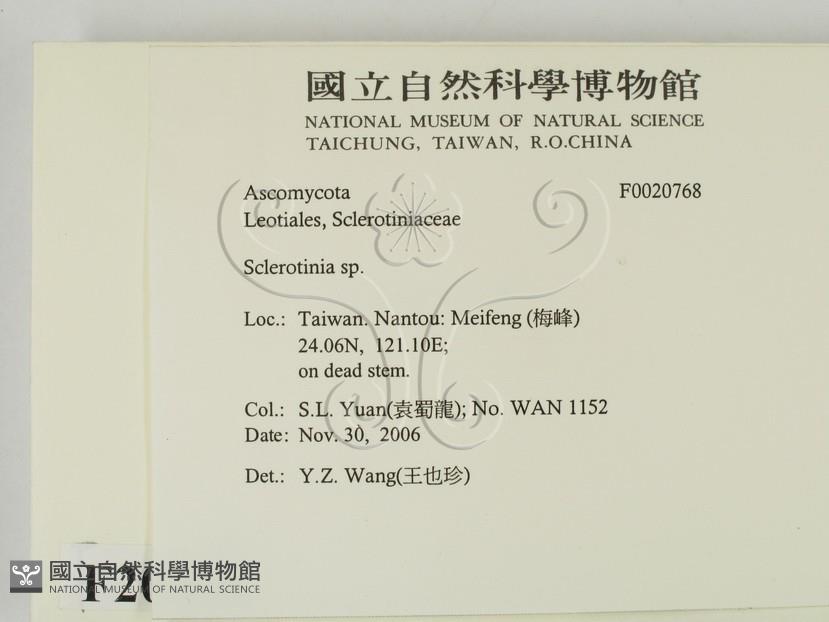 國立自然科學博物館
NATIONAL MUSEUM OF NATURAL SCIENCE
TAICHUNG, TAIWAN, R.O.CHINA
Ascomycota F0020768
Leotiales, Sclerotiniaceae
Sclerotinia sp.
Loc.: Taiwan. Nantou: Meifeng (梅峰)
24.06N, 121.10E;
on dead stem.
Col.: S.L. Yuan(袁蜀龍); No. WAN 1152
Date: Nov. 30, 2006
Det.: Y.Z. Wang(王也珍)
國立自然科學博物館
NATIONAL MUSEUM OF NATURAL SCIENCE